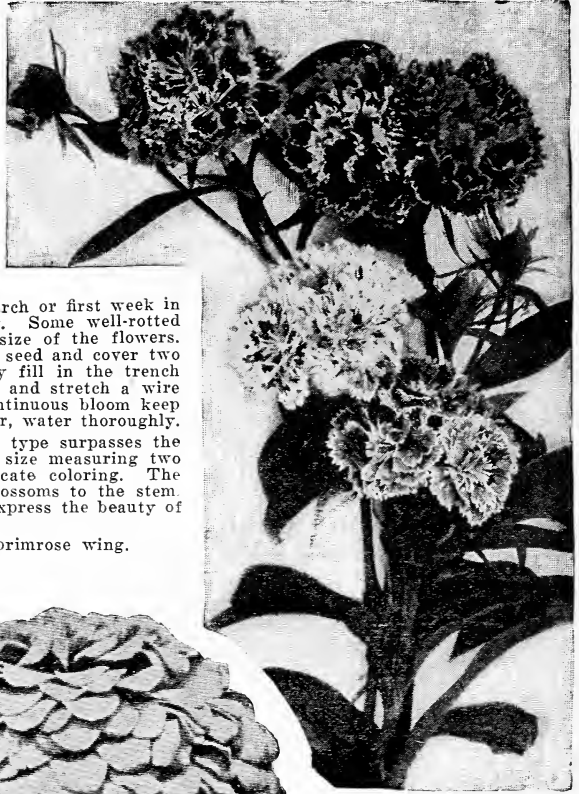 arch or first week in
. Some well-rotted
size of the flowers.
seed and cover two
y fill in the trench
and stretch a wire
ntinuous bloom keep
r, water thoroughly.
type surpasses the
size measuring two
icate coloring. The
ossoms to the stem.
xpress the beauty of
primrose wing.